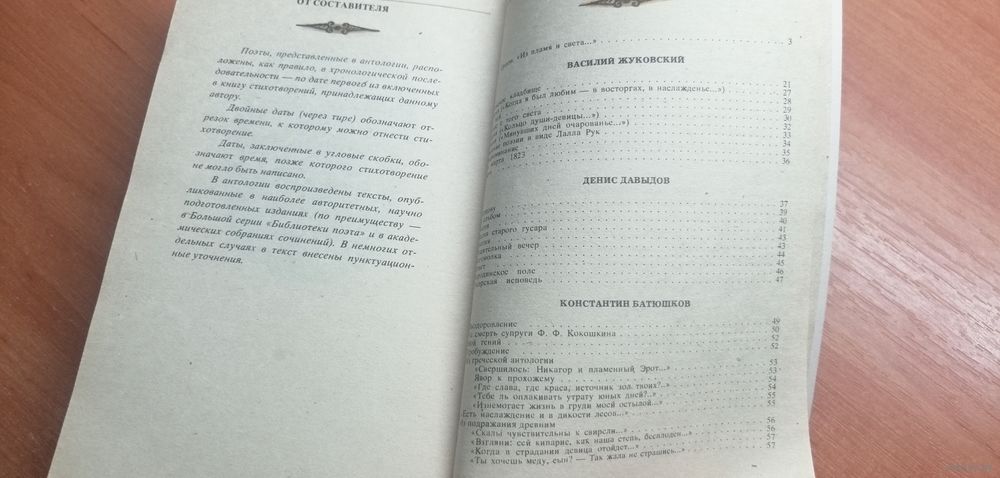 ОТ СОСТАВИТЕЛЯ
Поэты, представленные в антологии, распо-
ложены, как правило, в хронологической после-
довательности — по дате первого из включенных
в книгу стихотворений, принадлежащих данному
автору.
Двойные даты (через тире) обозначают от-
резок времени, к которому можно отнести сти-
хотворение.
Даты, заключенные в угловые скобки, обо-
значают время, позже которого стихотворение
не могло быть написано.
В антологии воспроизведены тексты, опуб-
ликованные в наиболее авторитетных, научно
подготовленных изданиях (по преимуществу —
в Большой серии «Библиотеки поэта» и в акаде-
мических собраниях сочинений). В немногих от-
дельных случаях в текст внесены пунктуацион-
ные уточнения.
«Из пламя и света...» 3
ВАСИЛИЙ ЖУКОВСКИЙ
кладбище 21
(«Когда я был любим — в восторгах, в наслажденье...») 27
28
того света 29
(«Кольцо души-девицы...») 30
(«Минувших дней очарованье...») 32
поэзии в виде Лалла Рук 33
34
марта 1823 35
36
ДЕНИС ДАВЫДОВ
37
39
40
старого гусара 41
43
вечер 43
44
45
поле 46
исповедь 47
КОНСТАНТИН БАТЮШКОВ
49
смерть супруги Ф. Ф. Кокошкина 50
гений 52
52
греческой антологии
«Свершилось: Никагор и пламенный Эрот...» 53
Явор к прохожему 53
«Где слава, где краса, источник зол твоих?..» 54
«Тебе ль оплакивать утрату юных дней?..» 54
«Изнемогает жизнь в груди моей остылой...» 55
Есть наслаждение и в дикости лесов...» 55
подражания древним
«Скалы чувствительны к свирели...» 56
«Взгляни: сей кипарис, как наша степь, бесплоден...» 56
«Когда в страдании девица отойдет...» 57
«Ты хочешь меду, сын? — Так жала не страшись...» 57